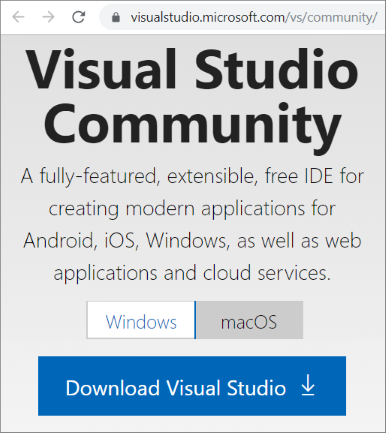 visualstudio.microsoft.com/vs/community/
Visual Studio
Community
A fully-featured, extensible, free IDE for
creating modern applications for
Android, iOS, Windows, as well as web
applications and cloud services.
Windows macOS
Download Visual Studio